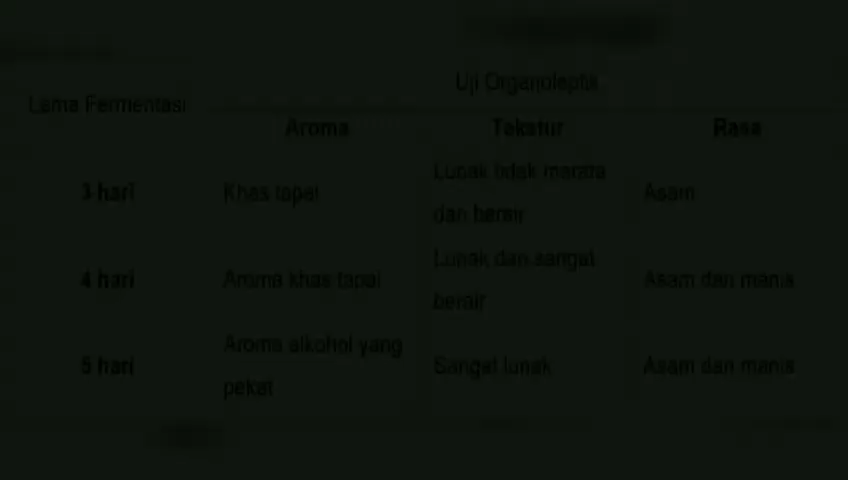 Uji Organoleptis
Lama Fermentasi
Aroma Tekstur Rasa
3 hari Khas tapai Lunak tidak merata dan berair Asam
4 hari Aroma khas tapai Lunak dan sangat berair Asam dan manis
5 hari Aroma alkohol yang pekat Sangat lunak Asam dan manis